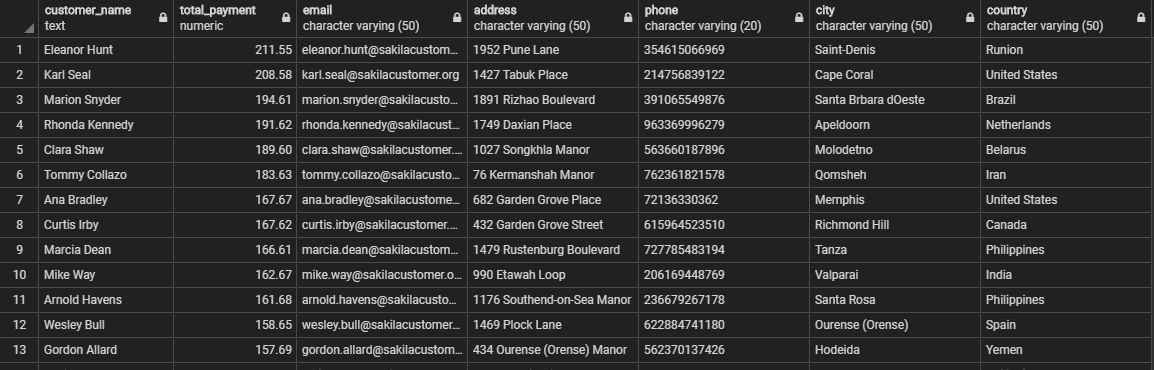 customer_name total_payment email address phone city country
text numeric character varying (50) character varying (50) character varying (20) character varying (50) character varying (50)
1 Eleanor Hunt 211.55 eleanor.hunt@sakilacustom... 1952 Pune Lane 354615066969 Saint-Denis Runion
2 Karl Seal 208.58 karl.seal@sakilacustomer.org 1427 Tabuk Place 214756839122 Cape Coral United States
3 Marion Snyder 194.61 marion.snyder@sakilacusto... 1891 Rizhao Boulevard 391065549876 Santa Brbara dOeste Brazil
4 Rhonda Kennedy 191.62 rhonda.kennedy@sakilacust... 1749 Daxian Place 963369996279 Apeldoorn Netherlands
5 Clara Shaw 189.60 clara.shaw@sakilacustomer.... 1027 Songkhla Manor 563660187896 Molodetno Belarus
6 Tommy Collazo 183.63 tommy.collazo@sakilacusto... 76 Kermanshah Manor 762361821578 Qomsheh Iran
7 Ana Bradley 167.67 ana.bradley@sakilacustome... 682 Garden Grove Place 72136330362 Memphis United States
8 Curtis Irby 167.62 curtis.irby@sakilacustomer.... 432 Garden Grove Street 615964523510 Richmond Hill Canada
9 Marcia Dean 166.61 marcia.dean@sakilacustom... 1479 Rustenburg Boulevard 727785483194 Tanza Philippines
10 Mike Way 162.67 mike.way@sakilacustomer.o... 990 Etawah Loop 206169448769 Valparai India
11 Arnold Havens 161.68 arnold.havens@sakilacusto... 1176 Southend-on-Sea Manor 236679267178 Santa Rosa Philippines
12 Wesley Bull 158.65 wesley.bull@sakilacustomer... 1469 Plock Lane 622884741180 Ourense (Orense) Spain
13 Gordon Allard 157.69 gordon.allard@sakilacustom... 434 Ourense (Orense) Manor 562370137426 Hodeida Yemen